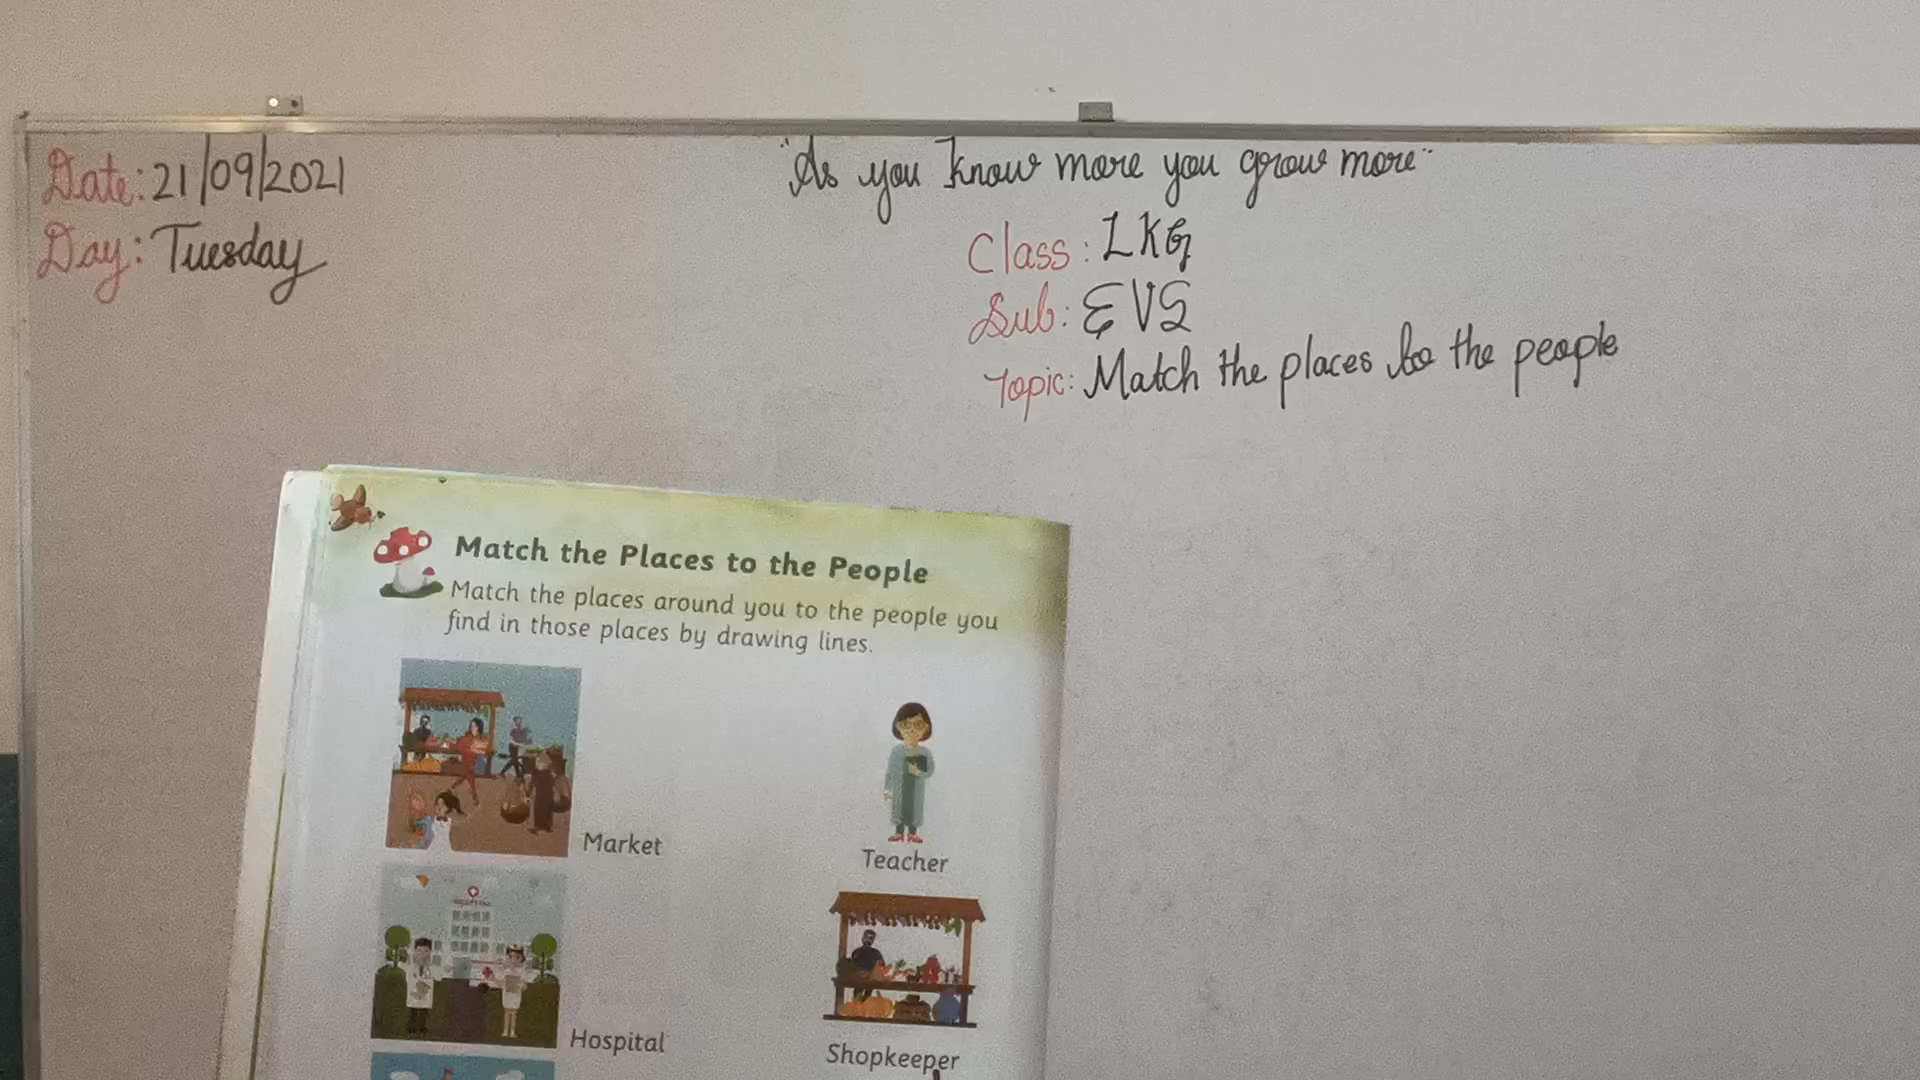 Date: 21/09/2021
Day: Tuesday
"As you know more you grow more"
Class: LKG
Sub: EVS
Topic: Match the places to the people
Match the Places to the People
Match the places around you to the people you
find in those places by drawing lines.
Market
Teacher
Hospital
Shopkeeper